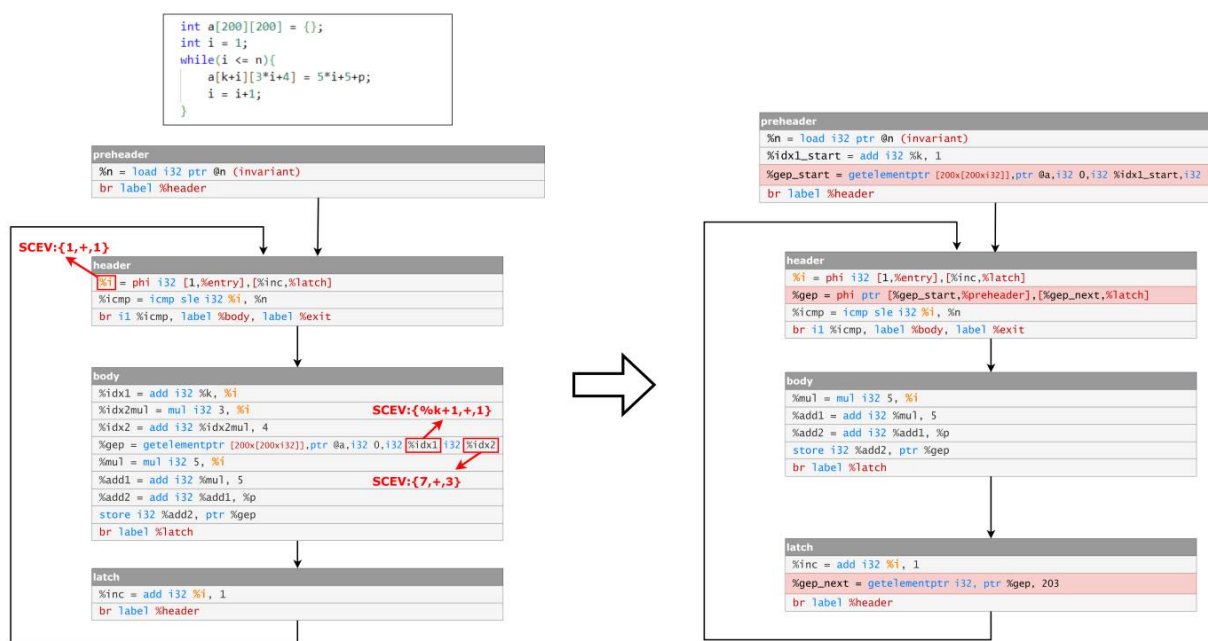 int a[200][200] = {};
int i = 1;
while(i <= n){
a[k+i][3*i+4] = 5*i+5+p;
i = i+1;
}
preheader
%n = load i32 ptr @n (invariant)
br label %header
SCEV:{1,+,1}
header
%i = phi i32 [1,%entry],[%inc,%latch]
%icmp = icmp sle i32 %i, %n
br i1 %icmp, label %body, label %exit
body
%idx1 = add i32 %k, %i
%idx2mul = mul i32 3, %i
SCEV:{%k+1,+,1}
%idx2 = add i32 %idx2mul, 4
%gep = getelementptr [200x[200xi32]],ptr @a,i32 0,i32 %idx1 i32 %idx2
%mul = mul i32 5, %i
SCEV:{7,+,3}
%add1 = add i32 %mul, 5
%add2 = add i32 %add1, %p
store i32 %add2, ptr %gep
br label %latch
latch
%inc = add i32 %i, 1
br label %header
preheader
%n = load i32 ptr @n (invariant)
%idx1_start = add i32 %k, 1
%gep_start = getelementptr [200x[200xi32]],ptr @a,i32 0,i32 %idx1_start,i32
br label %header
header
%i = phi i32 [1,%entry],[%inc,%latch]
%gep = phi ptr [%gep_start,%preheader],[%gep_next,%latch]
%icmp = icmp sle i32 %i, %n
br i1 %icmp, label %body, label %exit
body
%mul = mul i32 5, %i
%add1 = add i32 %mul, 5
%add2 = add i32 %add1, %p
store i32 %add2, ptr %gep
br label %latch
latch
%inc = add i32 %i, 1
%gep_next = getelementptr i32, ptr %gep, 203
br label %header